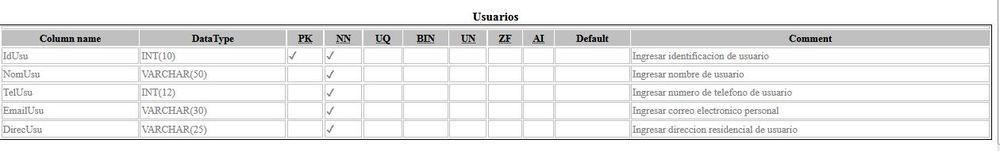 Usuarios
Column name DataType PK NN UQ BIN UN ZF AI Default Comment
IdUsu INT(10) ✓ ✓ Ingresar identificacion de usuario
NomUsu VARCHAR(50) ✓ Ingresar nombre de usuario
TelUsu INT(12) ✓ Ingresar numero de telefono de usuario
EmailUsu VARCHAR(30) ✓ Ingresar correo electronico personal
DirecUsu VARCHAR(25) ✓ Ingresar direccion residencial de usuario